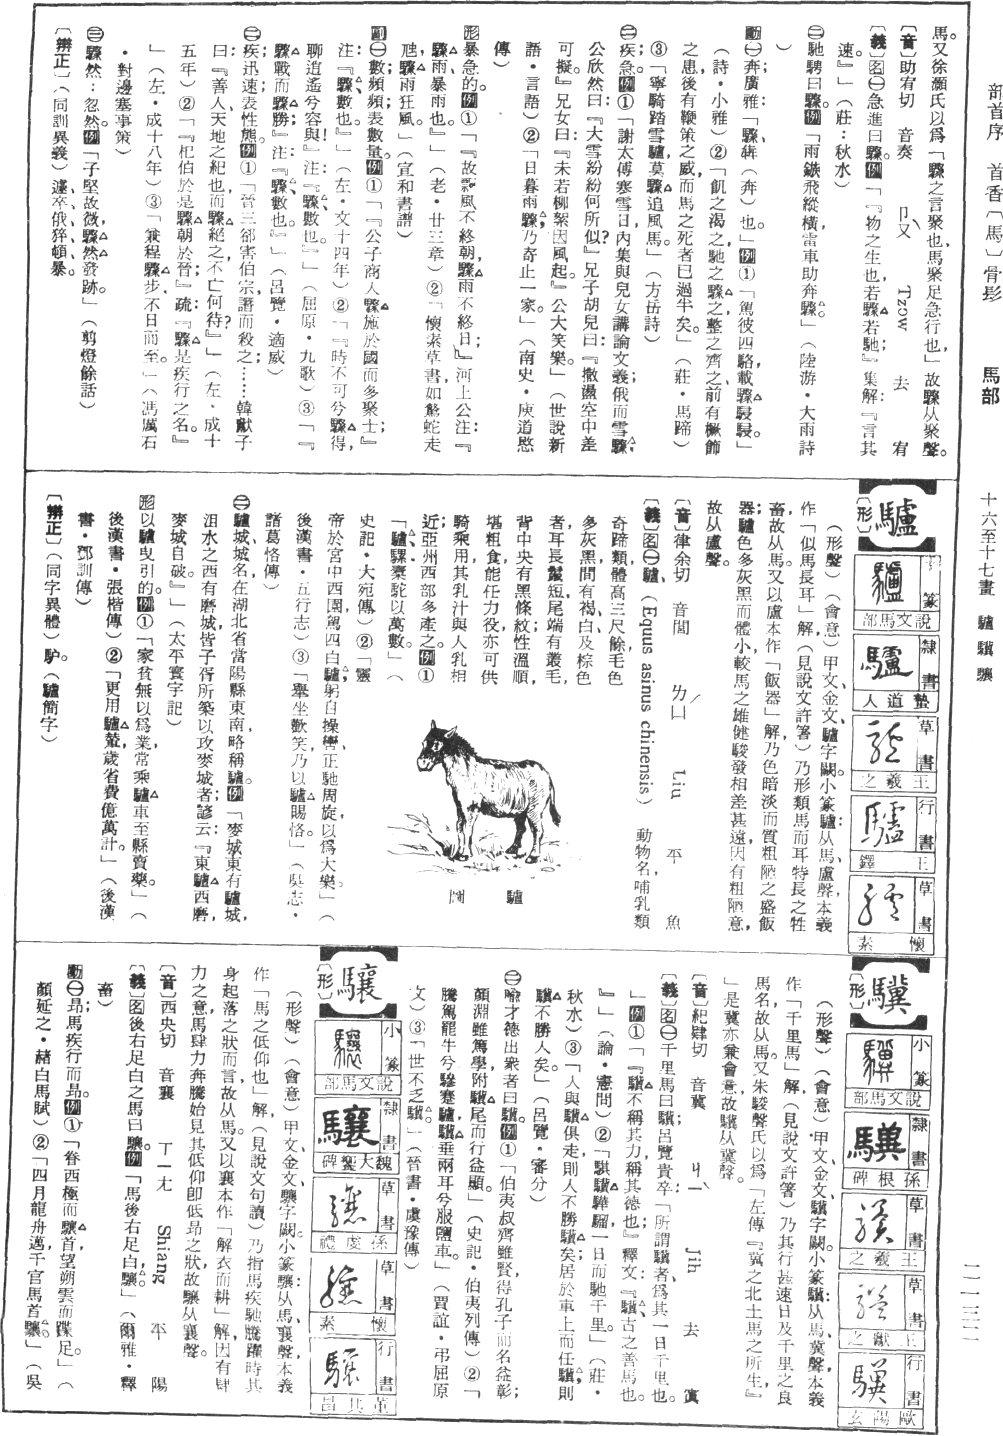 部首序　首香〔馬〕骨髟　馬部　十六至十七畫　驢驥驤　二一一三二一
馬。又徐灝氏以爲「驟之言聚也，馬聚足急行也」故驟从聚聲。
〔音〕助宥切　音奏　ㄗㄡˋ　Tzow；　去　宥
〔義〕㊀名急進曰驟。例「『物之生也，若驟若馳』集解『言其
速。』」（莊：秋水）
㊁馳騁曰驟。例「雨鏃飛縱橫，雷車助奔驟。」（陸游・大雨詩
）
動㊀奔；廣雅「驟，犇（奔）也。」例①「駕彼四駱，載驟駸駸」
（詩・小雅）②「飢之渴之，馳之驟之，整之齊之，前有橛飾
之患，後有鞭策之威，而馬之死者已過半矣。」（莊・馬蹄）
③「寧騎踏雪驢，莫驟追風馬。」（方岳詩）
㊁疾；急。例①「謝太傅寒雪日內集，與兒女講論文義，俄而雪驟；
公欣然曰：『大雪紛紛何所似？』兄子胡兒曰：『撒鹽空中差
可擬。』兄女曰：『未若柳絮因風起。』公大笑樂。」（世說新
語・言語）②「日暮雨驟，乃奇止一家。」（南史・庾道愍
傳）
形暴急的。例①「『故飄風不終朝，驟雨不終日。』河上公注：『
驟雨，暴雨也。』」（老・廿三章）②「懷素草書，如驚蛇走
虺，驟雨狂風。」（宣和書譜）
副㊀數；頻頻；表數量。例①「『公子商人驟施於國，而多聚士』
注：『驟，數也。』」（左・文十四年）②「『時不可兮驟得，
聊逍遙兮容與！』注：『驟，數也。』」（屈原・九歌）③「『
驟戰而驟勝』注：『驟，數也。』」（呂覽・適威）
㊁疾；迅速；表性態。例①「晉三郤害伯宗，譖而殺之；……韓獻子
曰：『善人，天地之紀也，而驟絕之，不亡何待？』」（左・成十
五年）②「『杞伯於是驟朝於晉。』疏：『驟是疾行之名。』
」（左・成十八年）③「兼程驟步，不日而至。」（馮厲石
・對邊塞事策）
㊂驟然：忽然。例「子堅故微，驟然發跡。」（剪燈餘話）
〔辨正〕（同訓異義）遽、卒、俄、猝、頓、暴。
驢
〔形〕
小篆　說文馬部
隸書　蟄道人
草書　王羲之
行書　王鐸
草書　懷素
（形聲）（會意）甲文、金文、驢字闕。小篆驢：从馬，盧聲，本義
作「似馬長耳」解（見說文許箸），乃形類馬而耳特長之牲
畜，故从馬。又以盧本作「飯器」解，乃色暗淡而質粗陋之盛飯
器；驢色多灰黑而體小，較馬之雄健駿發相差甚遠，因有粗陋意，
故从盧聲。
〔音〕律余切　音閭　ㄌㄩˊ　Liu　平　魚
〔義〕名㊀驢（Equus asinus chinensis）動物名，哺乳類
奇蹄類，體高三尺餘，毛色
多灰黑，間有褐、白及棕色
者，耳長，鬣短，尾端有叢毛，
背中央有黑條紋，性溫順，
堪粗食，能任力役，亦可供
騎乘用，其乳汁與人乳相
近；亞州西部多產之。例①
「驢騾橐駝以萬數。」（
史記・大宛傳）②「靈
帝於宮中西園，駕四白驢，躬自操轡，正馳周旋，以爲大樂。」（
後漢書・五行志）③「舉坐歡笑，乃以驢賜恪。」（吳志・
諸葛恪傳）
驢圖
㊁驢城，城名，在湖北省當陽縣東南，略稱驢。例「麥城東有驢城，
沮水之西有磨城，皆子胥所築，以攻麥城者；諺云：『東驢西磨，
麥城自破。』」（太平寰宇記）
形以驢曳引的。例①「家貧無以爲業，常乘驢車至縣賣藥。」（
後漢書・張楷傳）②「更用驢輦，歲省費億萬計。」（後漢
書・鄧訓傳）
〔辨正〕（同字異體）驴。（驢簡字）
驥
〔形〕
小篆　說文馬部
隸書　孫根碑
草書　王羲之
草書　王獻之
行書　歐陽玄
（形聲）（會意）甲文、金文、驥字闕。小篆驥：从馬，冀聲，本義
作「千里馬」解，（見說文許箸）乃其行甚速，日及千里之良
馬名，故从馬。又朱駿聲氏以爲「左傳『冀之北土，馬之所生』
」是冀亦兼會意，故驥从冀聲。
〔音〕紀肄切　音冀　ㄐㄧˋ　Jih　去　寘
〔義〕名㊀千里馬曰驥；呂覽貴卒：「所謂驥者，爲其一日千里也。
」例①「『驥不稱其力，稱其德也』釋文：『驥，古之善馬也。
』」（論・憲問）②「騏驥驊騮，一日而馳千里。」（莊・
秋水）③「人與驥俱走，則人不勝驥矣；居於車上而任驥，則
驥不勝人矣。」（呂覽・審分）
㊁喻才德出衆者曰驥。例①「伯夷叔齊雖賢，得孔子而名益彰；
顏淵雖篤學，附驥尾而行益顯。」（史記・伯夷列傳）②「
騰駕罷牛兮驂蹇驢，驥垂兩耳兮服鹽車。」（賈誼・弔屈原
文）③「世不乏驥。」（晉書・虞豫傳）
驤
〔形〕
小篆　說文馬部
隸書　魏大饗碑
草書　孫虔禮
草書　懷素
行書　董其昌
（形聲）（會意）甲文、金文、驤字闕。小篆驤：从馬，襄聲，本義
作「馬之低仰也」解，（見說文句讀）乃指馬疾馳騰躍時其
身起落之狀而言，故从馬。又以襄本作「解衣而耕」解，因有肆
力之意，馬肆力奔騰始見其低仰卽低昂之狀，故驤从襄聲。
〔音〕西央切　音襄　ㄒㄧㄤ　Shiang　平　陽
〔義〕名後右足白之馬曰驤。例「馬後右足白，驤。」（爾雅・釋
畜）
動㊀昂；馬疾行而昂。例①「眷西極而驤首，望朔雲而蹀足。」（
顏延之・赭白馬賦）②「四月龍舟邁，千官馬首驤。」（吳